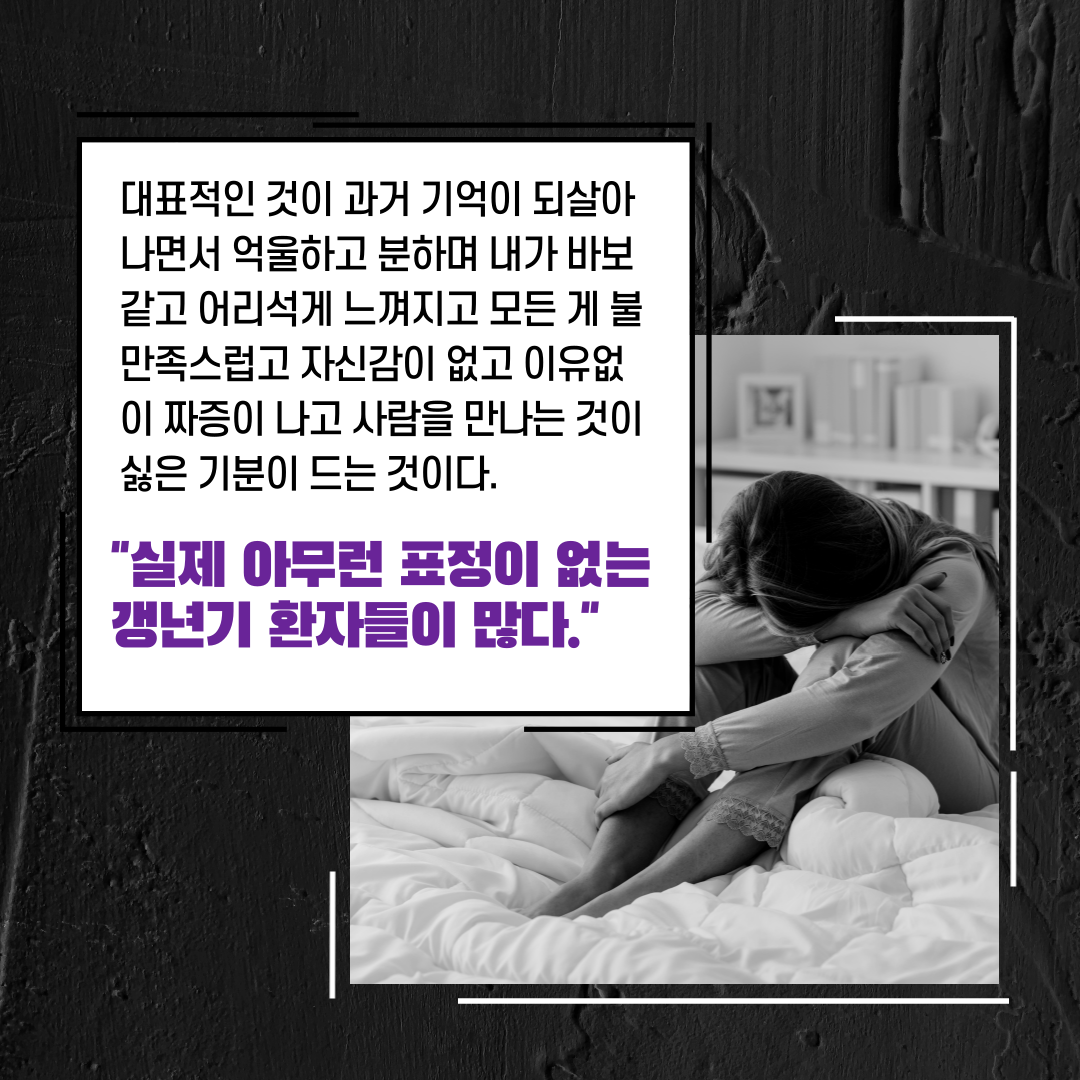 대표적인 것이 과거 기억이 되살아
나면서 억울하고 분하며 내가 바보
같고 어리석게 느껴지고 모든 게 불
만족스럽고 자신감이 없고 이유없
이 짜증이 나고 사람을 만나는 것이
싫은 기분이 드는 것이다.
"실제 아무런 표정이 없는
갱년기 환자들이 많다."